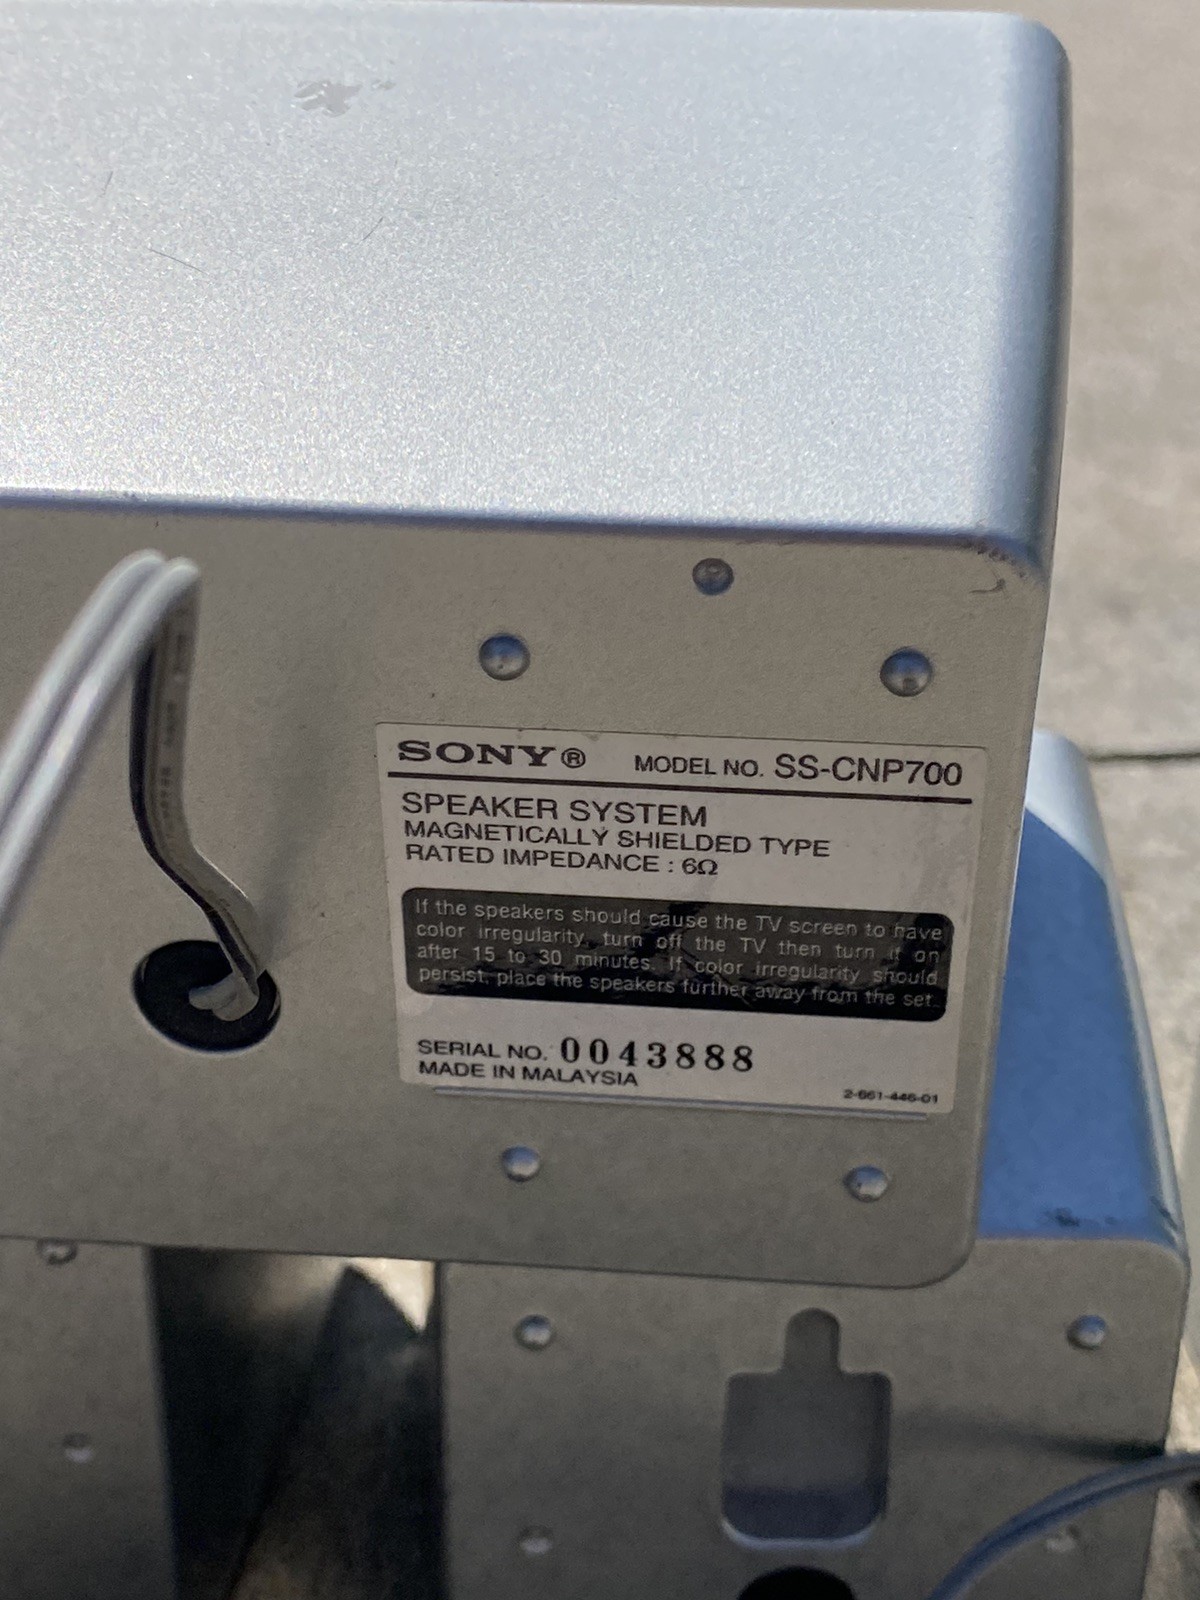 SONY® MODEL NO. SS-CNP700
SPEAKER SYSTEM
MAGNETICALLY SHIELDED TYPE
RATED IMPEDANCE : 6Ω
If the speakers should cause the TV screen to have
color irregularity, turn off the TV then turn it on
after 15 to 30 minutes. If color irregularity should
persist, place the speakers further away from the set.
SERIAL NO. 0043888
MADE IN MALAYSIA
2-661-446-01